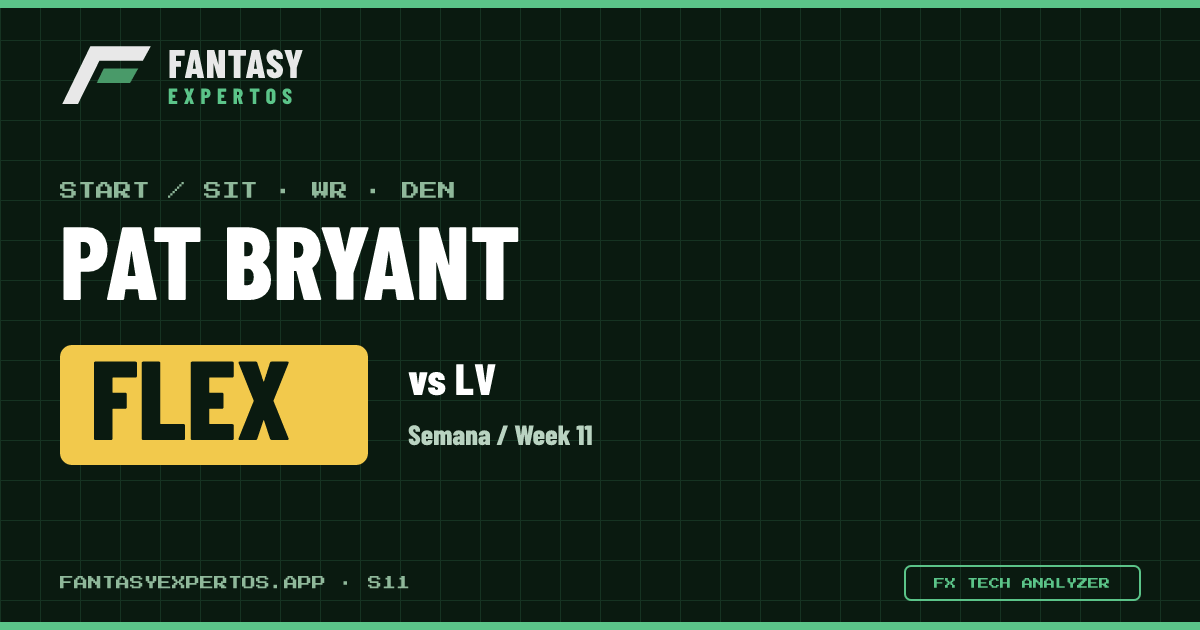 FANTASY
EXPERTOS
START / SIT · WR · DEN
PAT BRYANT
FLEX
vs LV
Semana / Week 11
FANTASYEXPERTOS.APP · S11
FX TECH ANALYZER